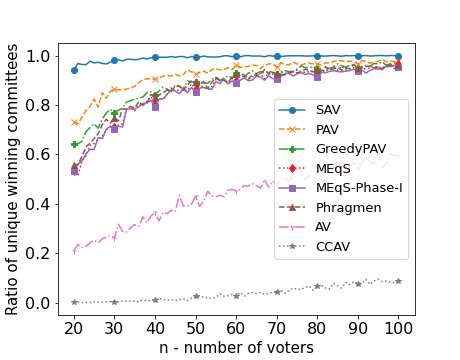 Ratio of unique winning committees
1.0
0.8
0.6
0.4
0.2
0.0
SAV
PAV
GreedyPAV
MEqS
MEqS-Phase-I
Phragmen
AV
CCAV
20 30 40 50 60 70 80 90 100
n - number of voters